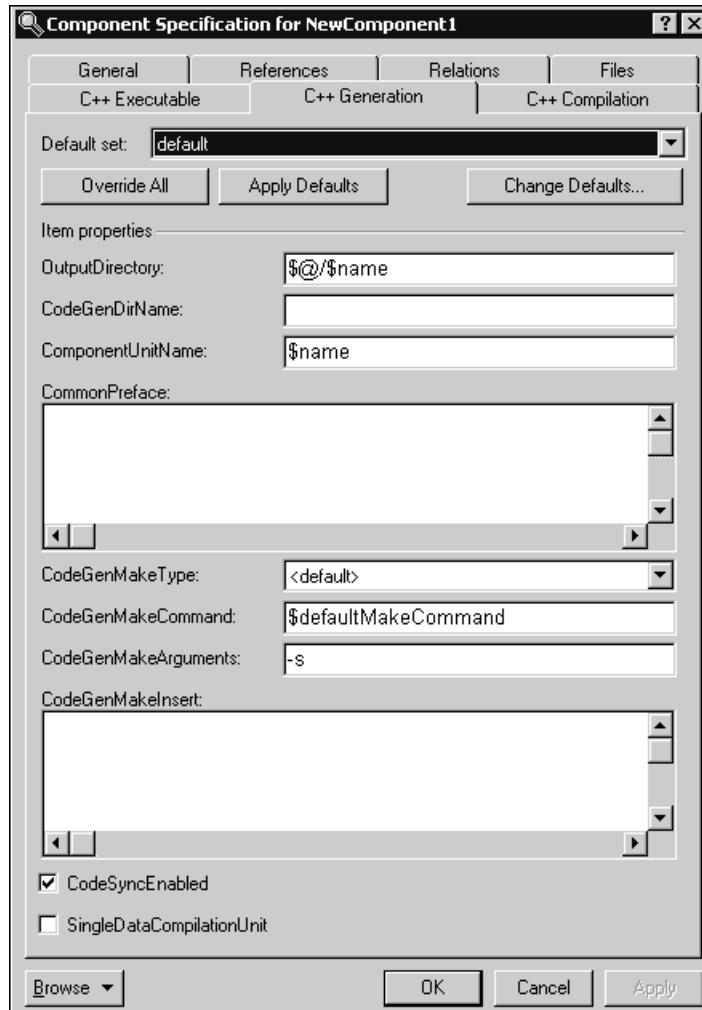 Component Specification for NewComponent1
General References Relations Files
C++ Executable C++ Generation C++ Compilation
Default set: default
Override All Apply Defaults Change Defaults...
Item properties
OutputDirectory: $@/$name
CodeGenDirName:
ComponentUnitName: $name
CommonPreface:
CodeGenMakeType: <default>
CodeGenMakeCommand: $defaultMakeCommand
CodeGenMakeArguments: -s
CodeGenMakeInsert:
CodeSyncEnabled
SingleDataCompilationUnit
Browse OK Cancel Apply